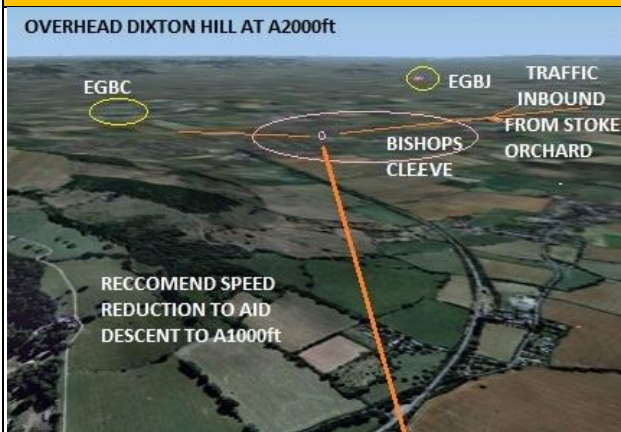 OVERHEAD DIXTON HILL AT A2000ft
EGBC
EGBJ
TRAFFIC
INBOUND
FROM STOKE
ORCHARD
BISHOPS
CLEEVE
RECCOMEND SPEED
REDUCTION TO AID
DESCENT TO A1000ft